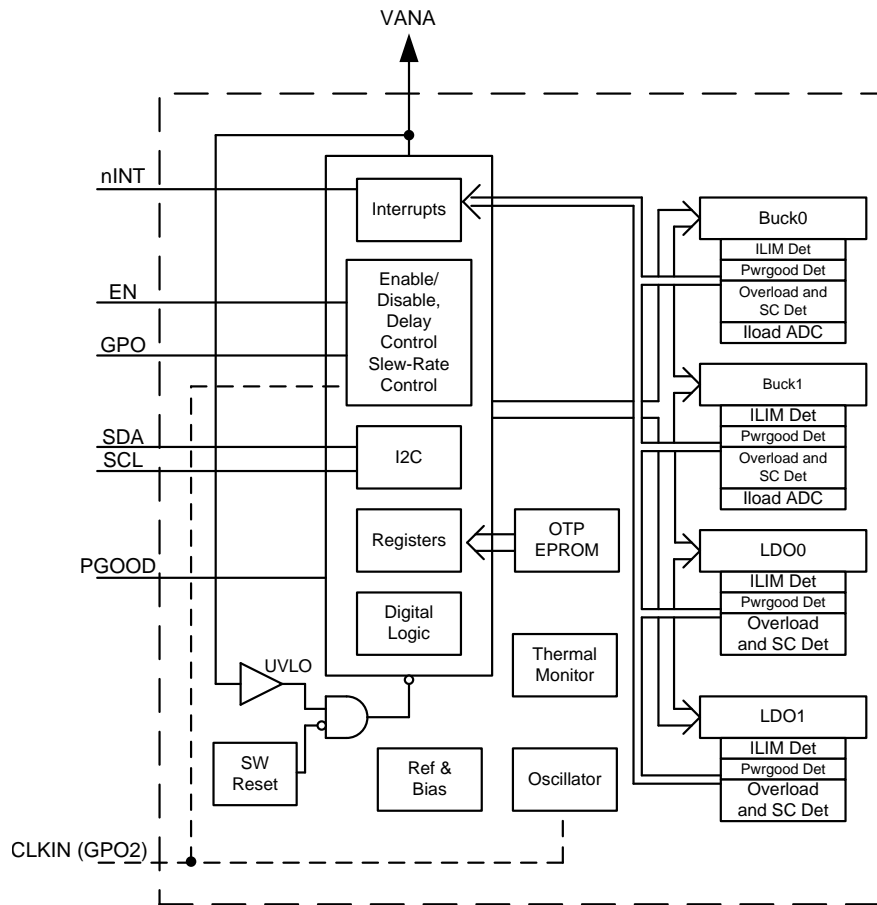 VANA
nINT
Interrupts
EN
GPO
Enable/
Disable,
Delay
Control
Slew-Rate
Control
SDA
SCL
I2C
PGOOD
Registers
OTP
EPROM
Digital
Logic
UVLO
Thermal
Monitor
SW
Reset
Ref &
Bias
Oscillator
CLKIN (GPO2)
Buck0
ILIM Det
Pwrgood Det
Overload and
SC Det
Iload ADC
Buck1
ILIM Det
Pwrgood Det
Overload and
SC Det
Iload ADC
LDO0
ILIM Det
Pwrgood Det
Overload
and SC Det
LDO1
ILIM Det
Pwrgood Det
Overload
and SC Det